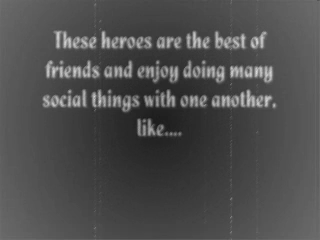 These heroes are the best of
friends and enjoy doing many
social things with one another,
like....